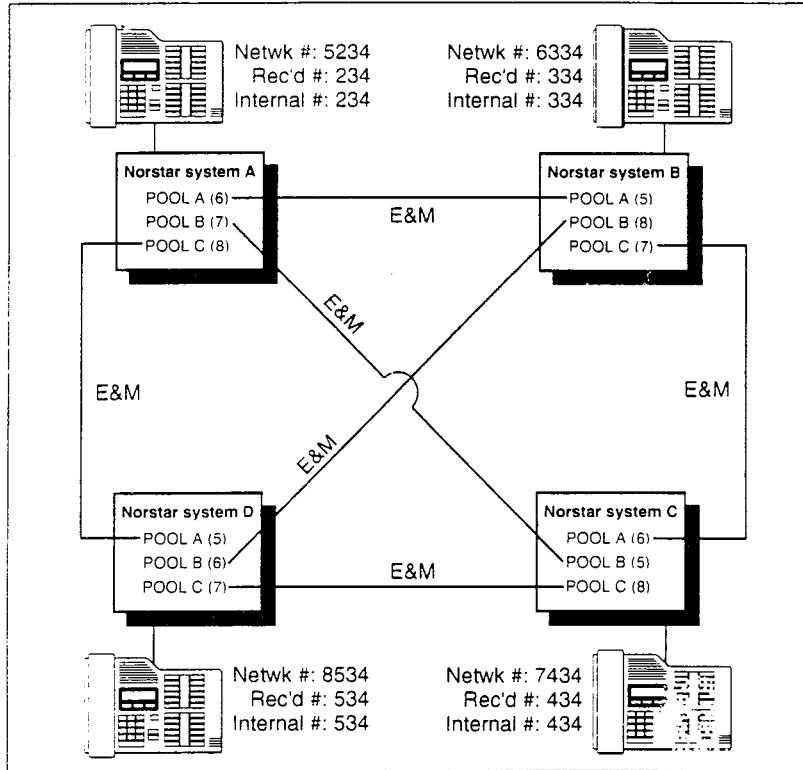 Netwk #: 5234
Rec'd #: 234
Internal #: 234
Netwk #: 6334
Rec'd #: 334
Internal #: 334
Norstar system A
POOL A (6)
POOL B (7)
POOL C (8)
Norstar system B
POOL A (5)
POOL B (8)
POOL C (7)
E&M
E&M
E&M
E&M
E&M
Norstar system D
POOL A (5)
POOL B (6)
POOL C (7)
Norstar system C
POOL A (6)
POOL B (5)
POOL C (8)
E&M
Netwk #: 8534
Rec'd #: 534
Internal #: 534
Netwk #: 7434
Rec'd #: 434
Internal #: 434